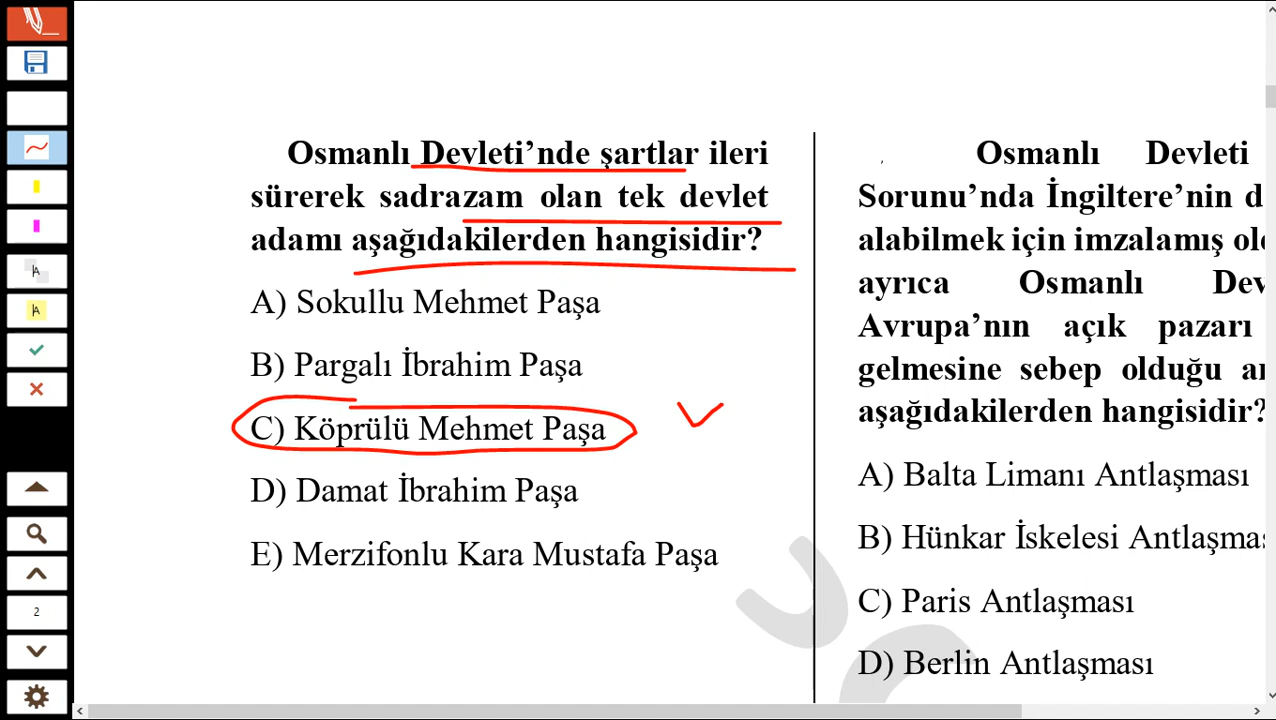 Osmanlı Devleti’nde şartlar ileri
sürerek sadrazam olan tek devlet
adamı aşağıdakilerden hangisidir?
A) Sokullu Mehmet Paşa
B) Pargalı İbrahim Paşa
C) Köprülü Mehmet Paşa
D) Damat İbrahim Paşa
E) Merzifonlu Kara Mustafa Paşa
Osmanlı Devleti
Sorunu’nda İngiltere’nin
alabilmek için imzalamış
ayrıca Osmanlı
Avrupa’nın açık pazarı
gelmesine sebep olduğu
aşağıdakilerden hangisidir?
A) Balta Limanı Antlaşması
B) Hünkar İskelesi
C) Paris Antlaşması
D) Berlin Antlaşması
2